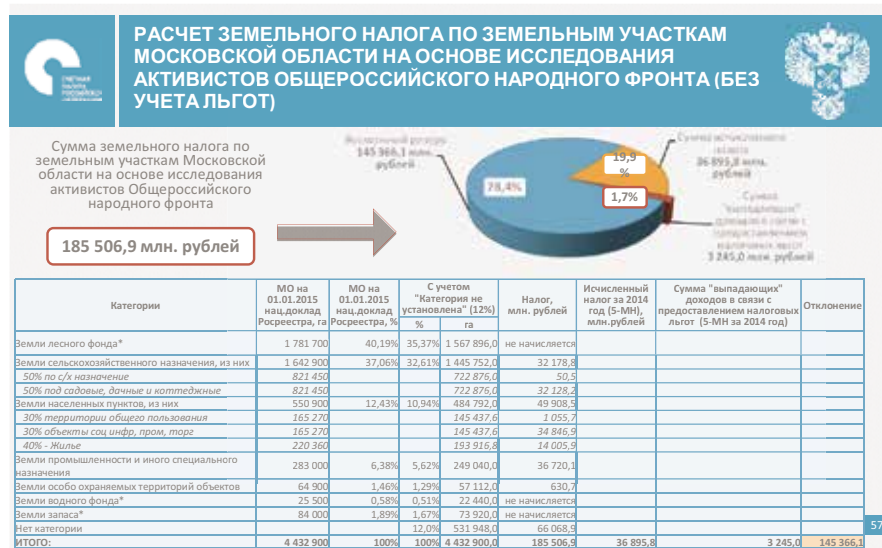 РАСЧЕТ ЗЕМЕЛЬНОГО НАЛОГА ПО ЗЕМЕЛЬНЫМ УЧАСТКАМ
МОСКОВСКОЙ ОБЛАСТИ НА ОСНОВЕ ИССЛЕДОВАНИЯ
АКТИВИСТОВ ОБЩЕРОССИЙСКОГО НАРОДНОГО ФРОНТА (БЕЗ
УЧЕТА ЛЬГОТ)
Сумма земельного налога по
земельным участкам Московской
области на основе исследования
активистов Общероссийского
народного фронта
185 506,9 млн. рублей
145 366,1 млн.
рублей
78,4%
19,9
%
1,7%
Сумма исчисленного
налога
36 895,8 млн.
рублей
Сумма
"выпадающих"
доходов в связи с
предоставлением
налоговых льгот
3 245,0 млн. рублей
Категории МО на 01.01.2015 нац.доклад Росреестра, га МО на 01.01.2015 нац.доклад Росреестра, % С учетом "Категория не установлена" (12%) Налог, млн. рублей Исчисленный налог за 2014 год (5-МН), млн.рублей Сумма "выпадающих" доходов в связи с предоставлением налоговых льгот (5-МН за 2014 год) Отклонение
% га
Земли лесного фонда* 1 781 700 40,19% 35,37% 1 567 896,0 не начисляется
Земли сельскохозяйственного назначения, из них 1 642 900 37,06% 32,61% 1 445 752,0 32 178,8
50% по с/х назначение 821 450 722 876,0 50,5
50% под садовые, дачные и коттеджные 821 450 722 876,0 32 128,2
Земли населенных пунктов, из них 550 900 12,43% 10,94% 484 792,0 49 908,5
30% территории общего пользования 165 270 145 437,6 1 055,7
30% объекты соц инфр, пром, торг 165 270 145 437,6 34 846,9
40% - Жилье 220 360 193 916,8 14 005,9
Земли промышленности и иного специального
назначения 283 000 6,38% 5,62% 249 040,0 36 720,1
Земли особо охраняемых территорий объектов 64 900 1,46% 1,29% 57 112,0 630,7
Земли водного фонда* 25 500 0,58% 0,51% 22 440,0 не начисляется
Земли запаса* 84 000 1,89% 1,67% 73 920,0 не начисляется
Нет категории 12,0% 531 948,0 66 068,9
ИТОГО: 4 432 900 100% 100% 4 432 900,0 185 506,9 36 895,8 3 245,0 145 366,1
57